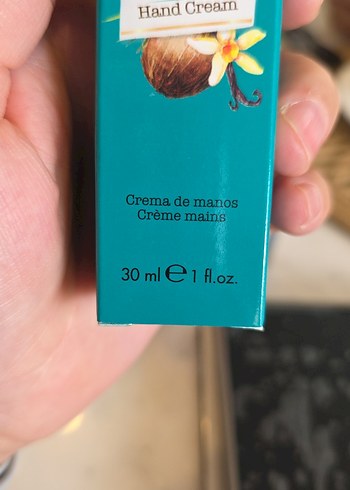 Hand Cream
Crema de manos
Crème mains
30 ml ℮ 1 fl.oz.